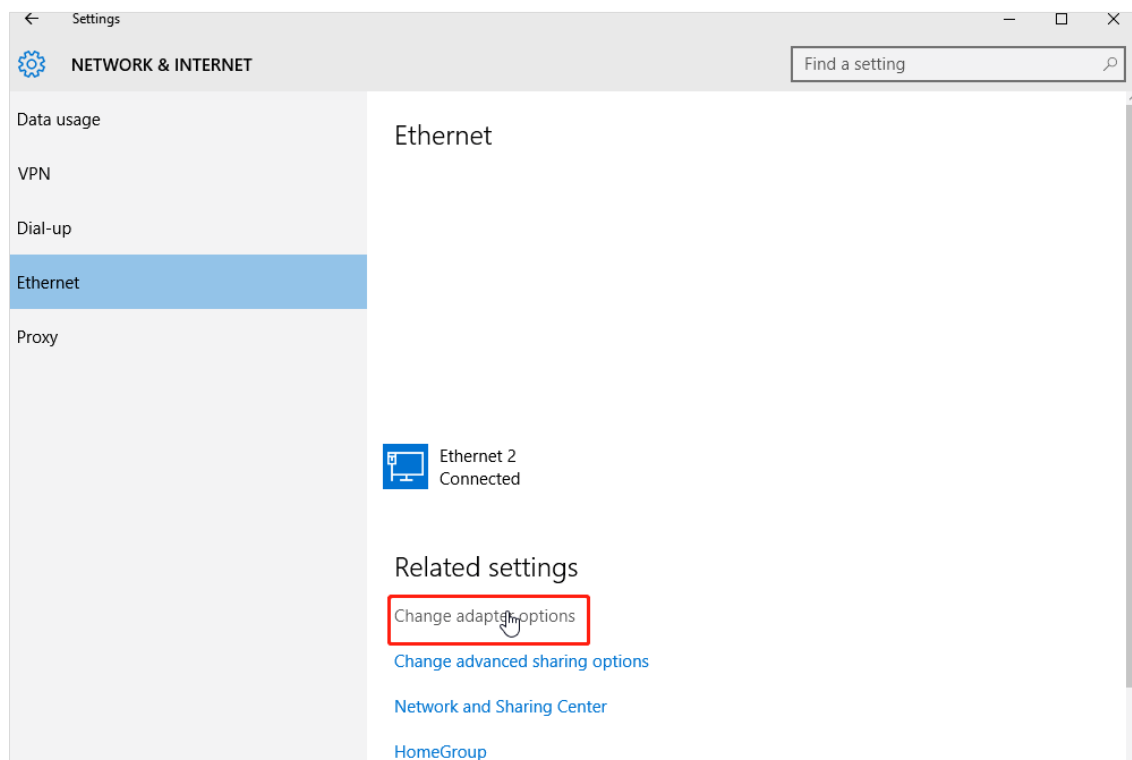 Settings
NETWORK & INTERNET
Find a setting
Data usage
VPN
Dial-up
Ethernet
Proxy
Ethernet
Ethernet 2
Connected
Related settings
Change adapter options
Change advanced sharing options
Network and Sharing Center
HomeGroup